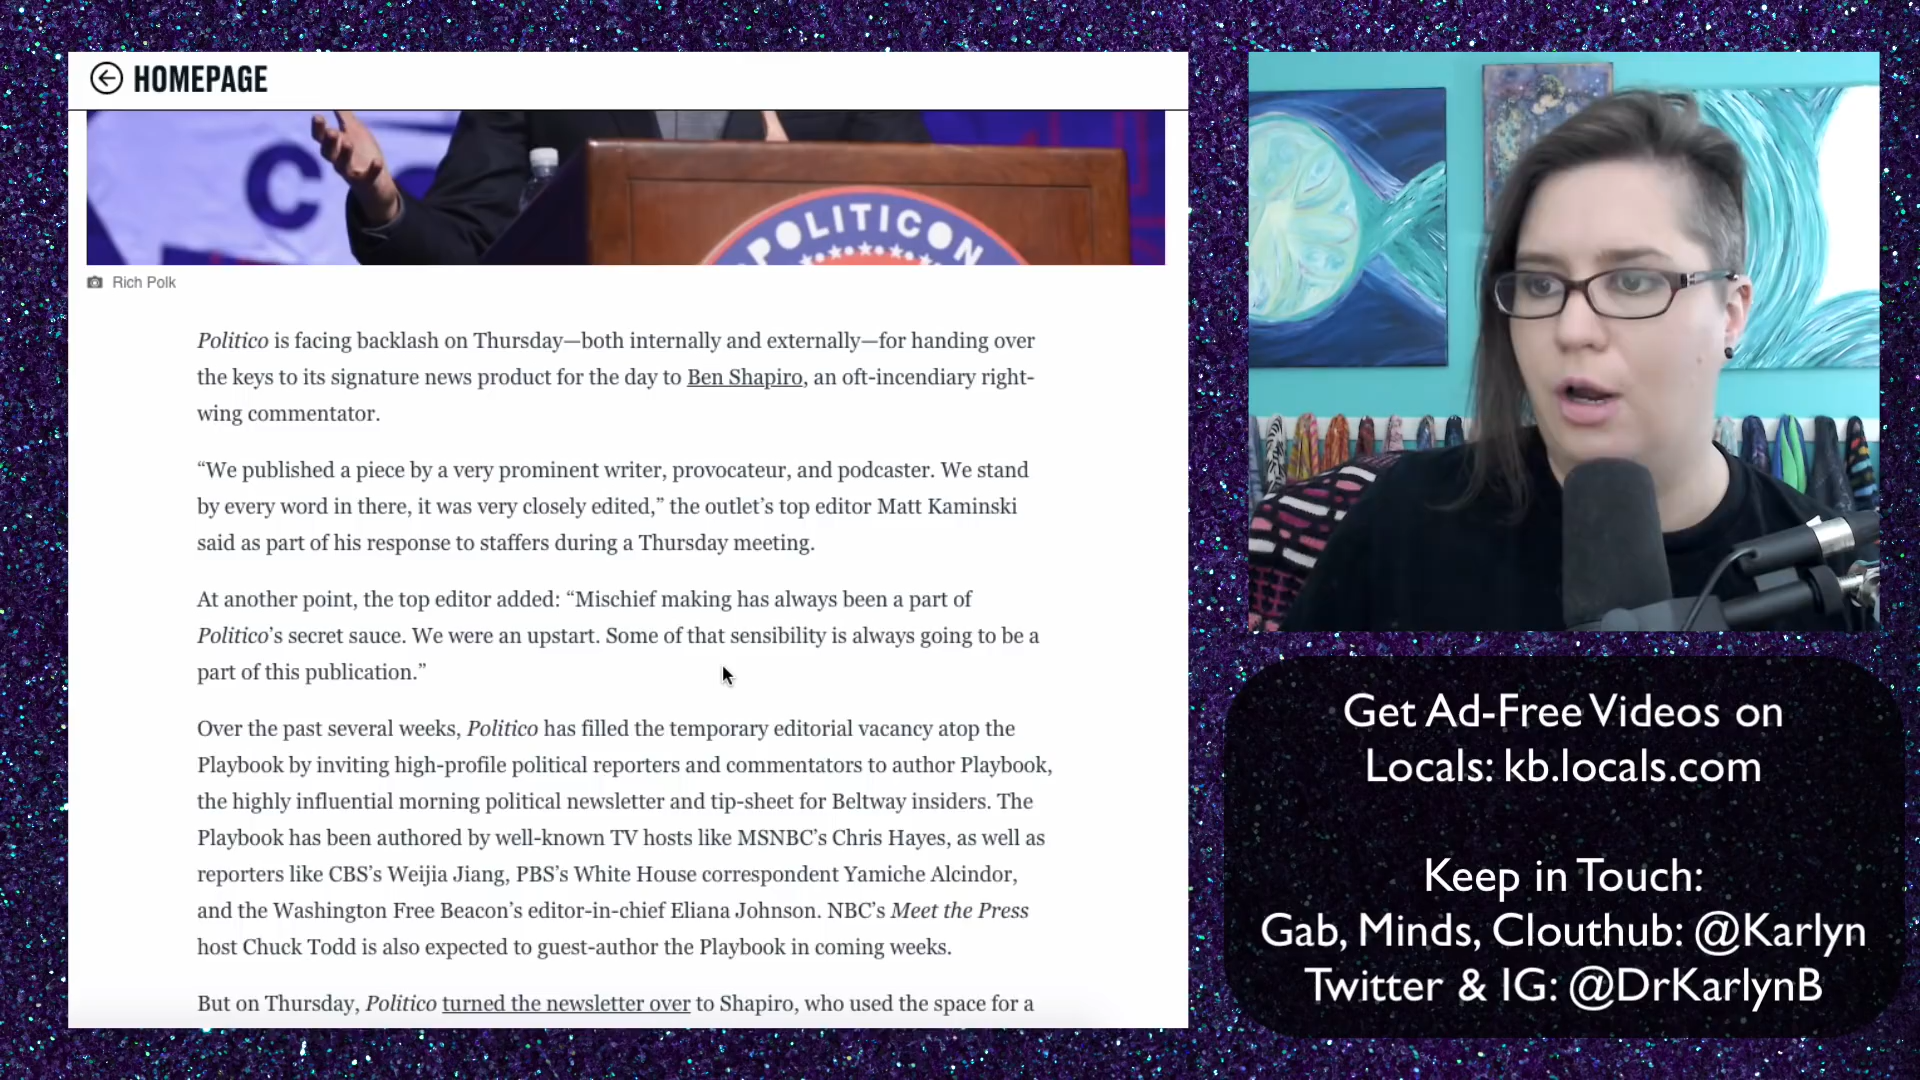 HOMEPAGE
C
POLITICON
Rich Polk
Politico is facing backlash on Thursday—both internally and externally—for handing over
the keys to its signature news product for the day to Ben Shapiro, an oft-incendiary right-
wing commentator.
“We published a piece by a very prominent writer, provocateur, and podcaster. We stand
by every word in there, it was very closely edited,” the outlet’s top editor Matt Kaminski
said as part of his response to staffers during a Thursday meeting.
At another point, the top editor added: “Mischief making has always been a part of
Politico’s secret sauce. We were an upstart. Some of that sensibility is always going to be a
part of this publication.”
Over the past several weeks, Politico has filled the temporary editorial vacancy atop the
Playbook by inviting high-profile political reporters and commentators to author Playbook,
the highly influential morning political newsletter and tip-sheet for Beltway insiders. The
Playbook has been authored by well-known TV hosts like MSNBC’s Chris Hayes, as well as
reporters like CBS’s Weijia Jiang, PBS’s White House correspondent Yamiche Alcindor,
and the Washington Free Beacon’s editor-in-chief Eliana Johnson. NBC’s Meet the Press
host Chuck Todd is also expected to guest-author the Playbook in coming weeks.
But on Thursday, Politico turned the newsletter over to Shapiro, who used the space for a
Get Ad-Free Videos on
Locals: kb.locals.com
Keep in Touch:
Gab, Minds, Clouthub: @Karlyn
Twitter & IG: @DrKarlynB